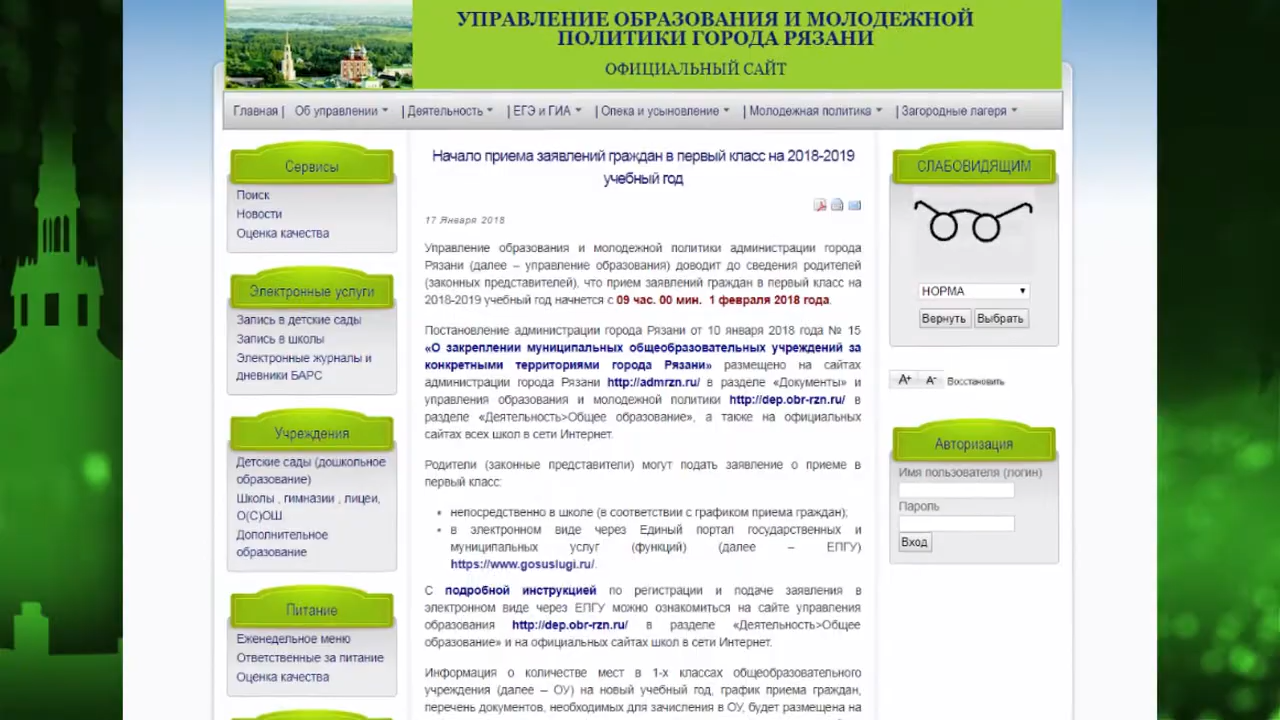 УПРАВЛЕНИЕ ОБРАЗОВАНИЯ И МОЛОДЕЖНОЙ
ПОЛИТИКИ ГОРОДА РЯЗАНИ
ОФИЦИАЛЬНЫЙ САЙТ
Главная | Об управлении | Деятельность | ЕГЭ и ГИА | Опека и усыновление | Молодежная политика | Загородные лагеря
Сервисы
Поиск
Новости
Оценка качества
Электронные услуги
Запись в детские сады
Запись в школы
Электронные журналы и
дневники БАРС
Учреждения
Детские сады (дошкольное
образование)
Школы , гимназии , лицеи,
О(С)ОШ
Дополнительное
образование
Питание
Еженедельное меню
Ответственные за питание
Оценка качества
Начало приема заявлений граждан в первый класс на 2018-2019
учебный год
17 Января 2018
Управление образования и молодежной политики администрации города
Рязани (далее – управление образования) доводит до сведения родителей
(законных представителей), что прием заявлений граждан в первый класс на
2018-2019 учебный год начнется с 09 час. 00 мин. 1 февраля 2018 года.
Постановление администрации города Рязани от 10 января 2018 года № 15
«О закреплении муниципальных общеобразовательных учреждений за
конкретными территориями города Рязани» размещено на сайтах
администрации города Рязани http://admrzn.ru/ в разделе «Документы» и
управления образования и молодежной политики http://dep.obr-rzn.ru/ в
разделе «Деятельность>Общее образование», а также на официальных
сайтах всех школ в сети Интернет.
Родители (законные представители) могут подать заявление о приеме в
первый класс:
• непосредственно в школе (в соответствии с графиком приема граждан);
• в электронном виде через Единый портал государственных и
муниципальных услуг (функций) (далее – ЕПГУ)
https://www.gosuslugi.ru/.
С подробной инструкцией по регистрации и подаче заявления в
электронном виде через ЕПГУ можно ознакомиться на сайте управления
образования http://dep.obr-rzn.ru/ в разделе «Деятельность>Общее
образование» и на официальных сайтах школ в сети Интернет.
Информация о количестве мест в 1-х классах общеобразовательного
учреждения (далее – ОУ) на новый учебный год, график приема граждан,
перечень документов, необходимых для зачисления в ОУ, будет размещена на
СЛАБОВИДЯЩИМ
НОРМА
Вернуть Выбрать
A+ A- Восстановить
Авторизация
Имя пользователя (логин)
Пароль
Вход